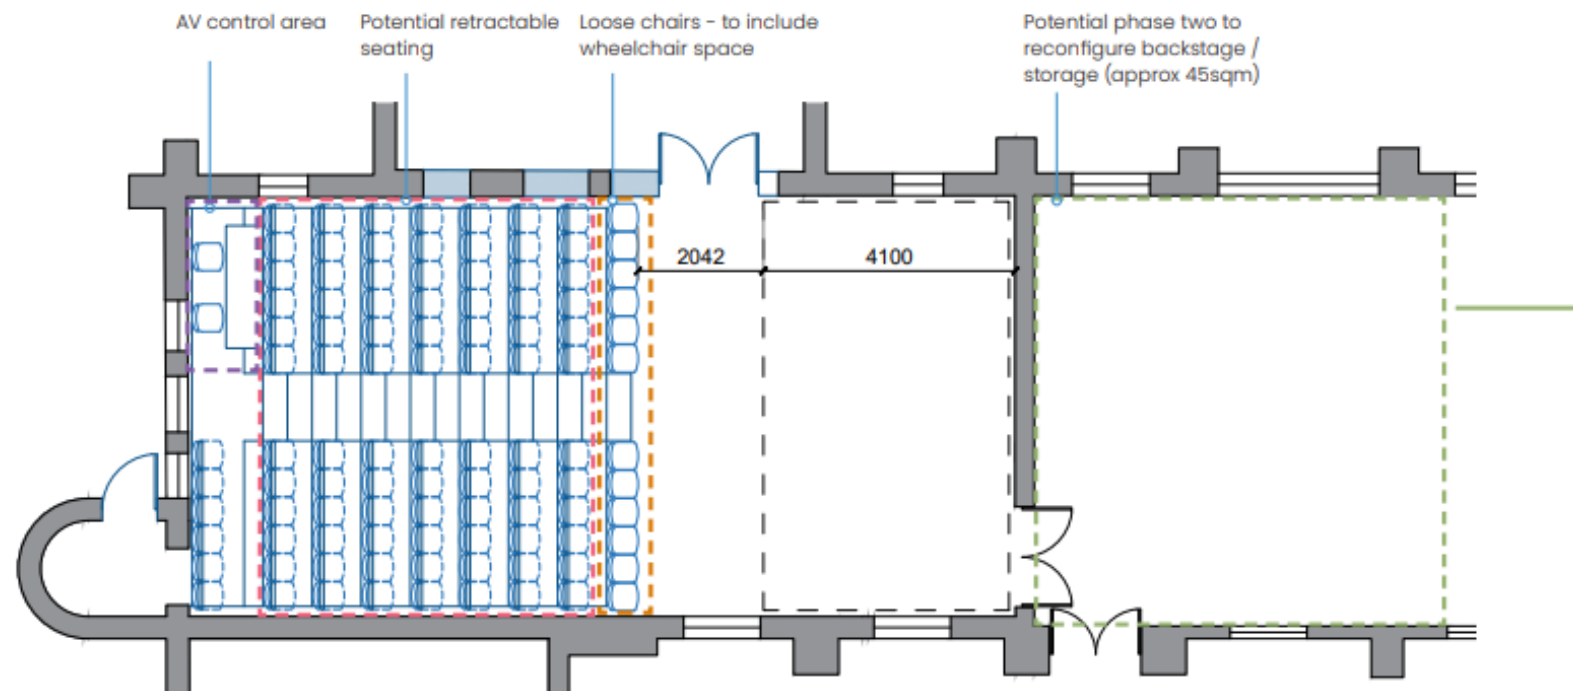 AV control area
Potential retractable
seating
Loose chairs - to include
wheelchair space
Potential phase two to
reconfigure backstage /
storage (approx 45sqm)
2042
4100